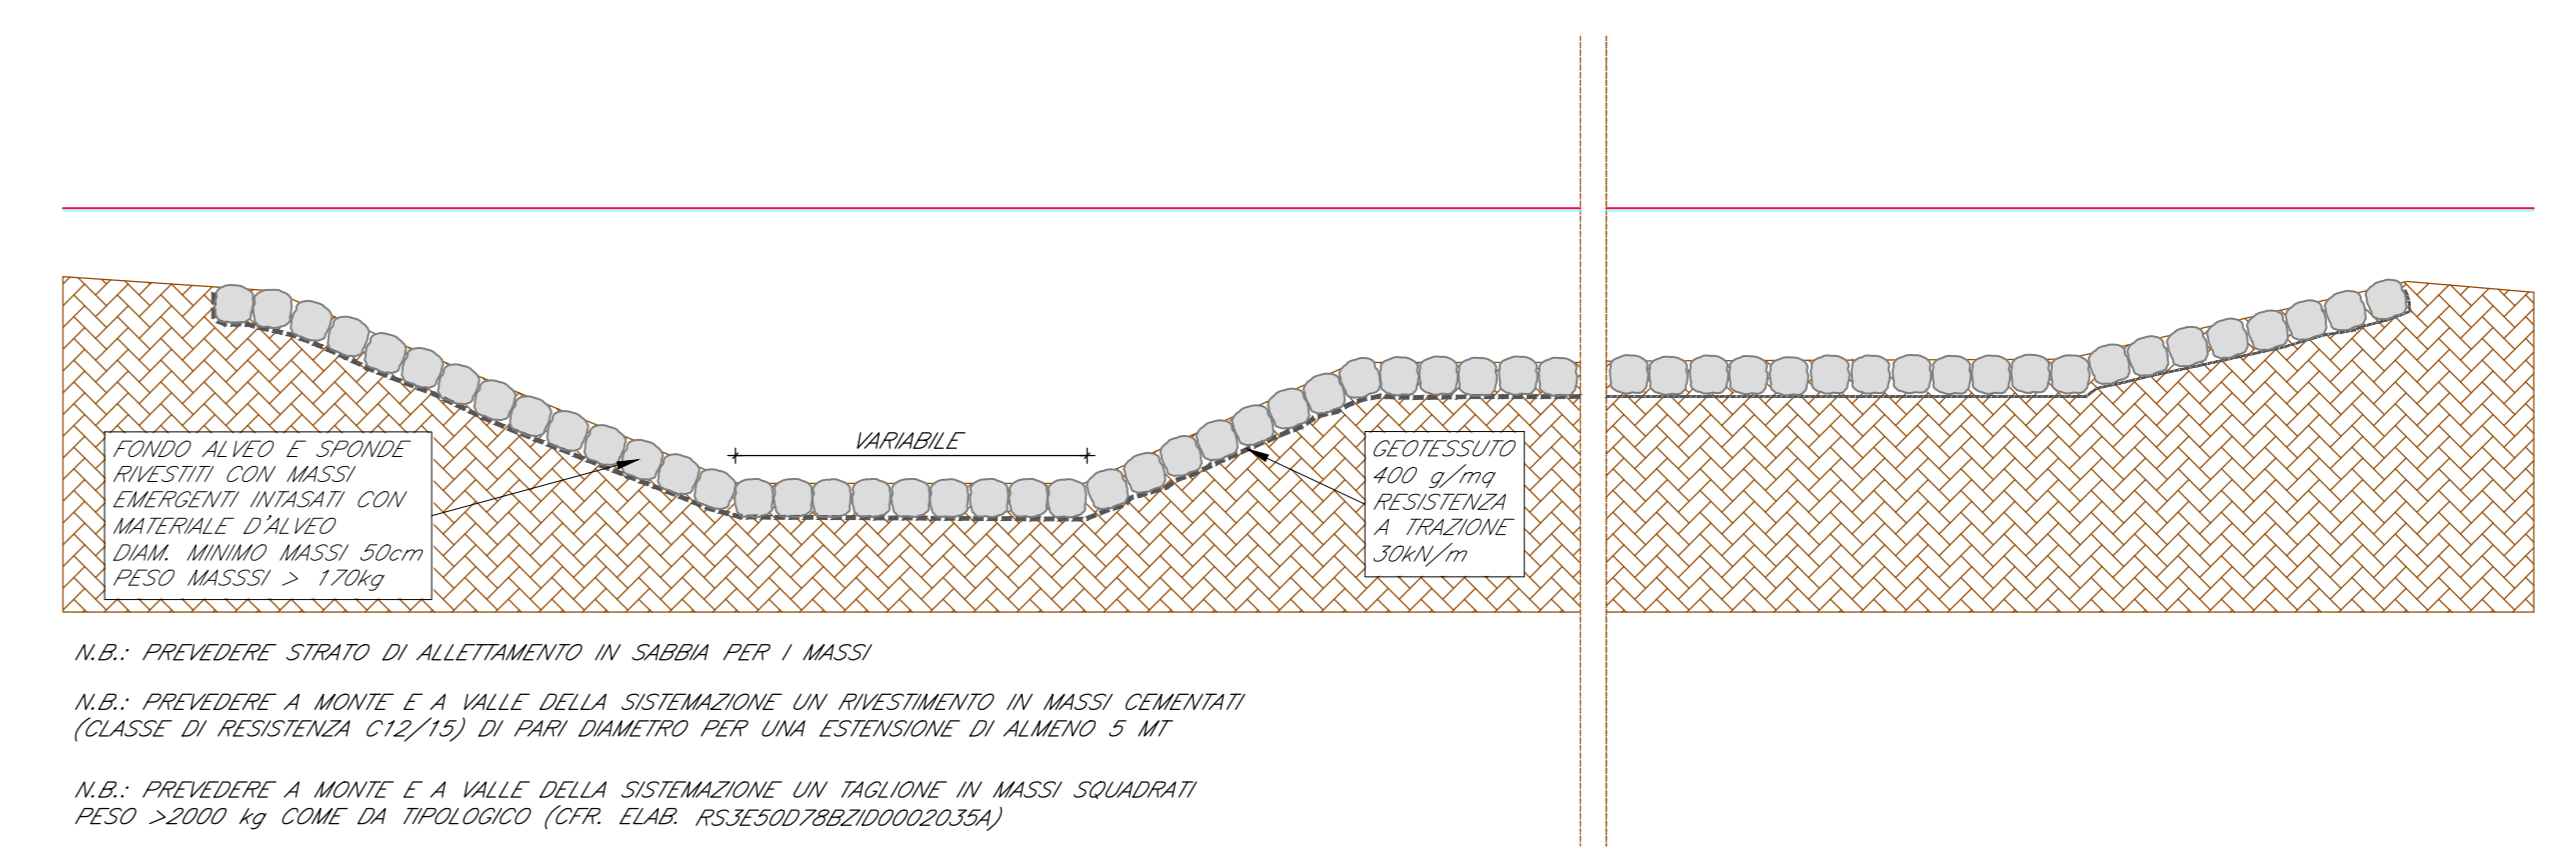 FONDO ALVEO E SPONDE
RIVESTITI CON MASSI
EMERGENTI INTASATI CON
MATERIALE D'ALVEO
DIAM. MINIMO MASSI 50cm
PESO MASSSI > 170kg
VARIABILE
GEOTESSUTO
400 g/mq
RESISTENZA
A TRAZIONE
30kN/m
N.B.: PREVEDERE STRATO DI ALLETTAMENTO IN SABBIA PER I MASSI
N.B.: PREVEDERE A MONTE E A VALLE DELLA SISTEMAZIONE UN RIVESTIMENTO IN MASSI CEMENTATI
(CLASSE DI RESISTENZA C12/15) DI PARI DIAMETRO PER UNA ESTENSIONE DI ALMENO 5 MT
N.B.: PREVEDERE A MONTE E A VALLE DELLA SISTEMAZIONE UN TAGLIONE IN MASSI SQUADRATI
PESO >2000 kg COME DA TIPOLOGICO (CFR. ELAB. RS3E50D78BZID0002035A)